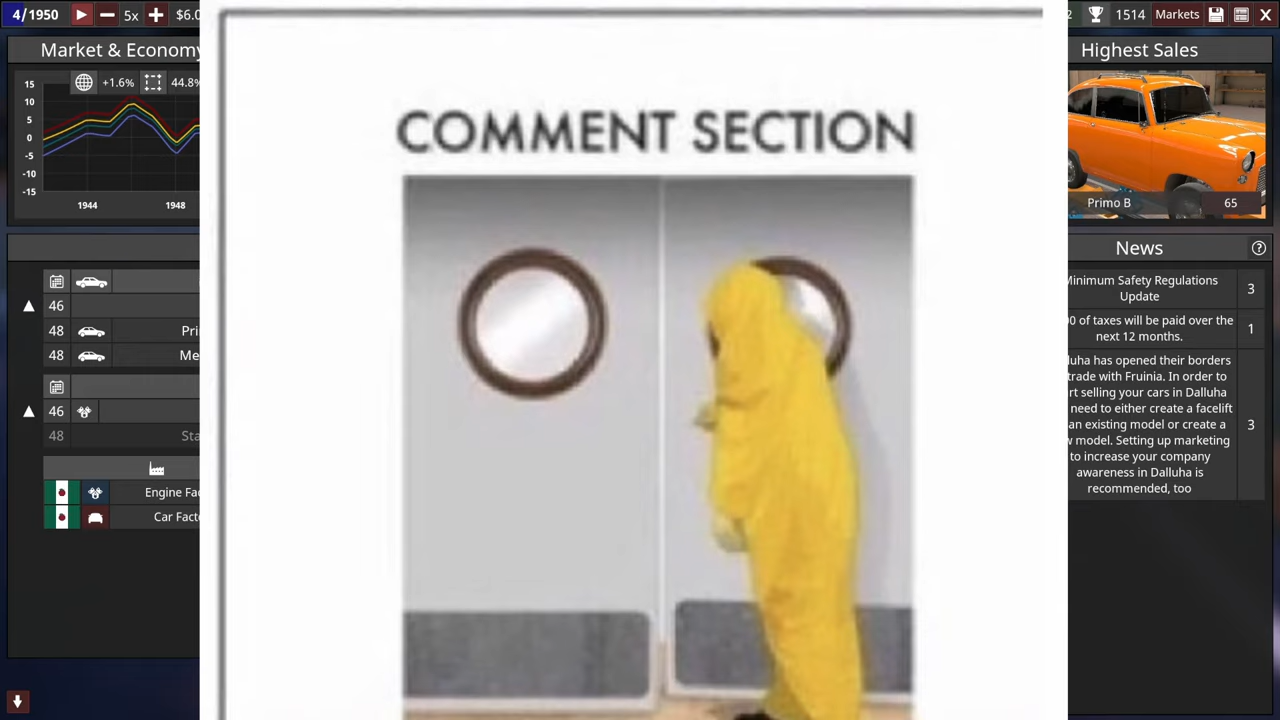 4/1950
5x
$6.0
2
1514
Markets
Market & Economy
+1.6%
44.8%
15
10
5
0
-5
-10
-15
1944
1948
46
48
Pri
48
Me
46
48
Sta
Engine Fac
Car Facto
COMMENT SECTION
Highest Sales
Primo B
65
News
Minimum Safety Regulations
Update
3
00 of taxes will be paid over the
next 12 months.
1
luha has opened their borders
trade with Fruinia. In order to
rt selling your cars in Dalluha
need to either create a facelift
an existing model or create a
w model. Setting up marketing
to increase your company
awareness in Dalluha is
recommended, too
3